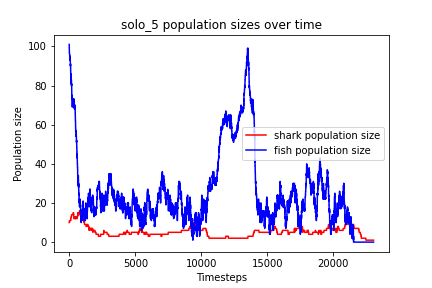 solo_5 population sizes over time
Population size
100
80
60
40
20
0
shark population size
fish population size
0
5000
10000
15000
20000
Timesteps